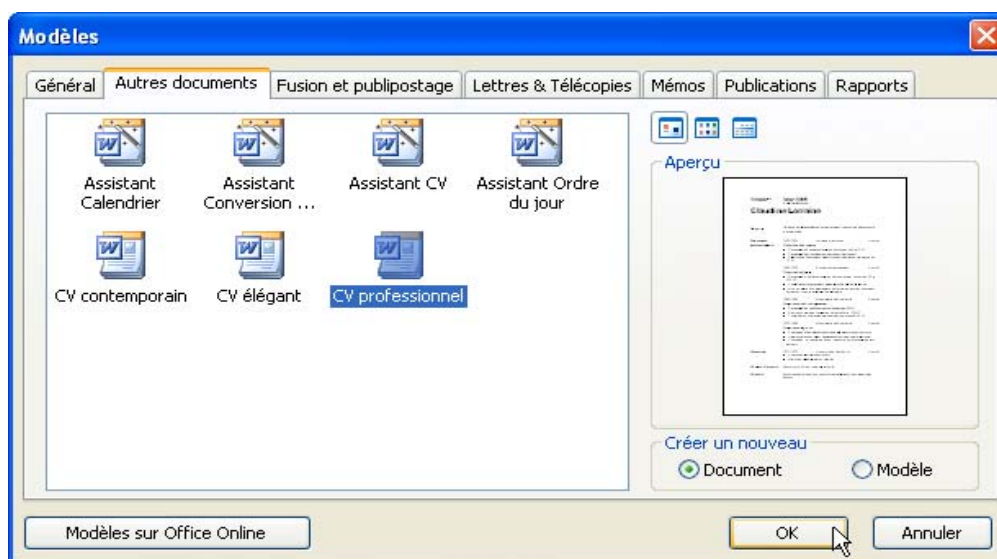 Modèles
Général Autres documents Fusion et publipostage Lettres & Télécopies Mémos Publications Rapports
Assistant Calendrier
Assistant Conversion ...
Assistant CV
Assistant Ordre du jour
CV contemporain
CV élégant
CV professionnel
Aperçu
Claudine Lorraine
Créer un nouveau
Document
Modèle
Modèles sur Office Online
OK
Annuler